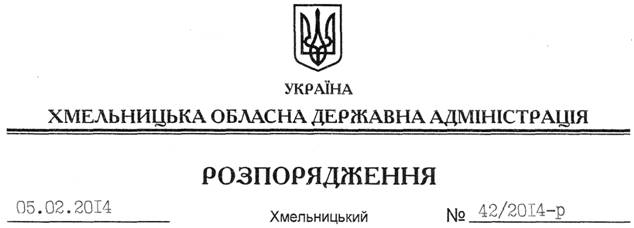 УКРАЇНА
ХМЕЛЬНИЦЬКА ОБЛАСНА ДЕРЖАВНА АДМІНІСТРАЦІЯ
РОЗПОРЯДЖЕННЯ
05.02.2014 Хмельницький № 42/2014-р